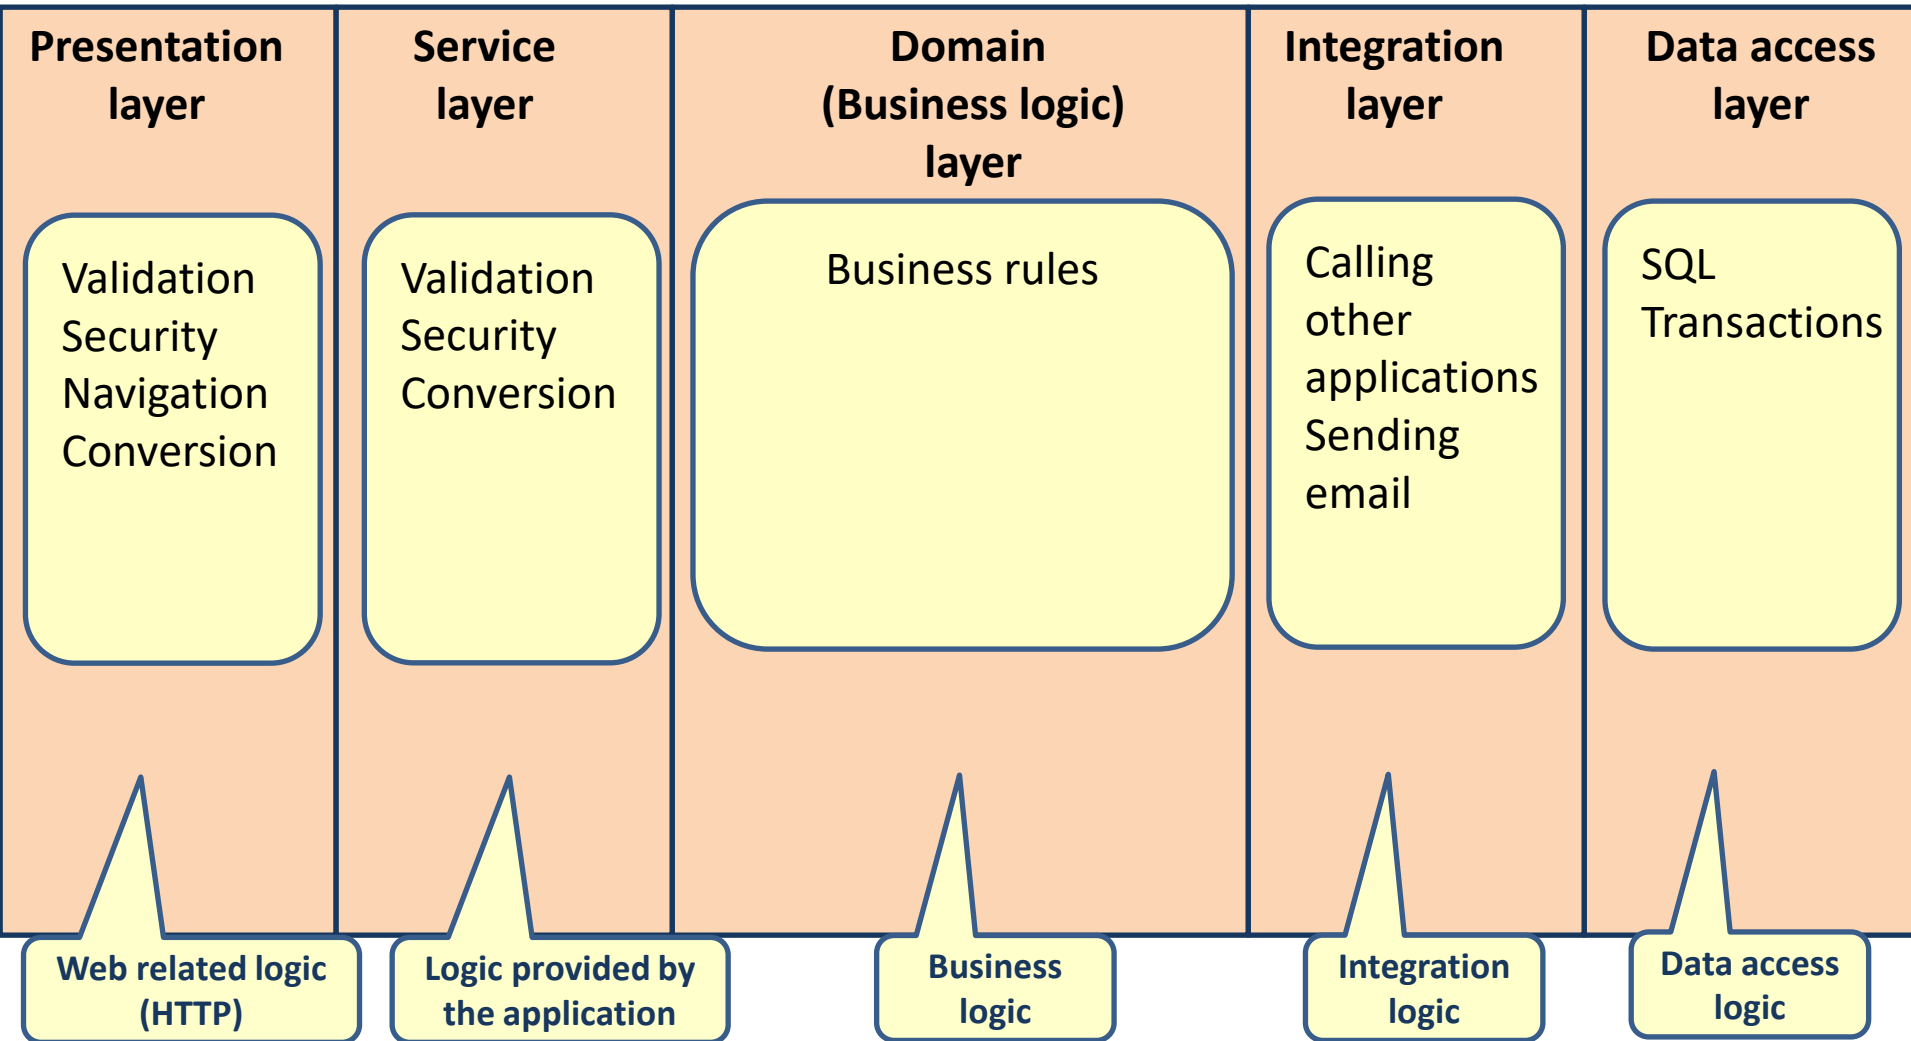 Presentation
layer
Service
layer
Domain
(Business logic)
layer
Integration
layer
Data access
layer
Validation
Security
Navigation
Conversion
Validation
Security
Conversion
Business rules
Calling
other
applications
Sending
email
SQL
Transactions
Web related logic
(HTTP)
Logic provided by
the application
Business
logic
Integration
logic
Data access
logic